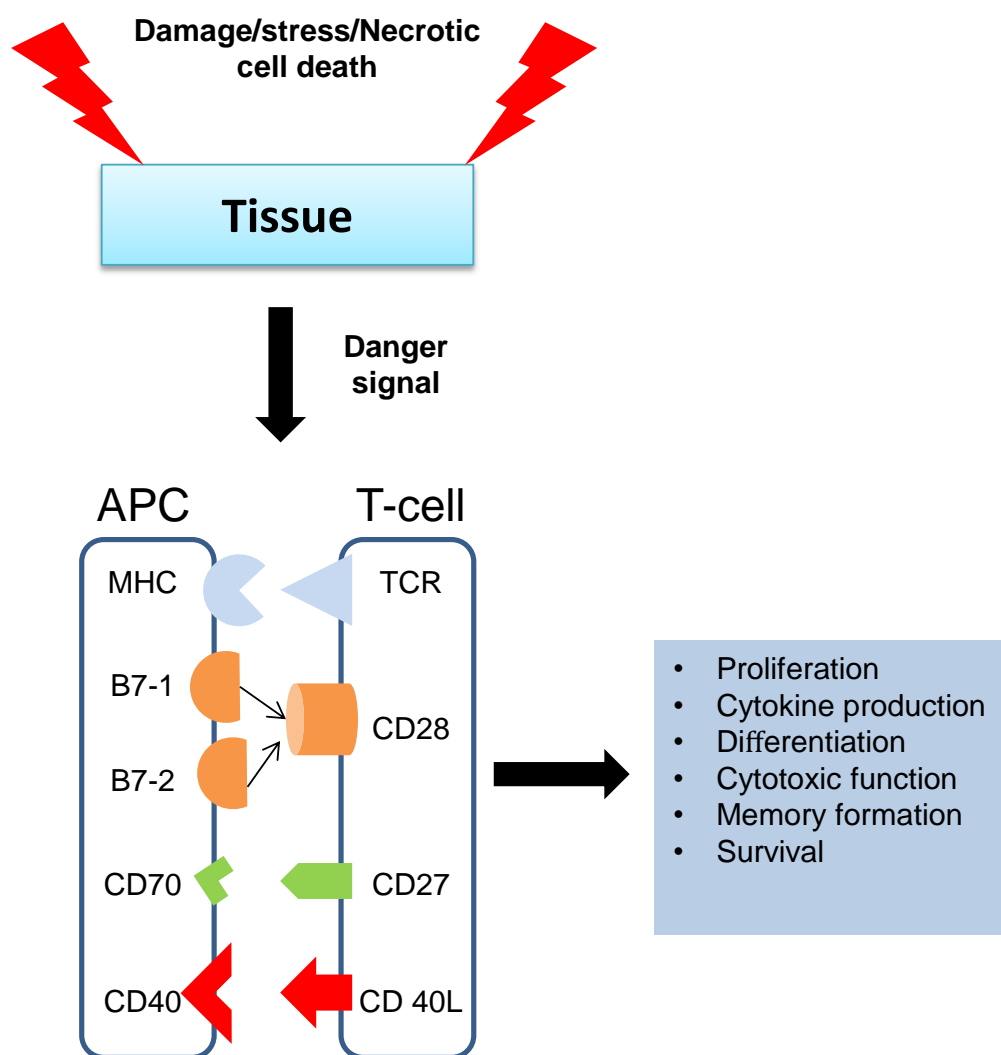 Damage/stress/Necrotic
cell death
Tissue
Danger
signal
APC
T-cell
MHC
TCR
B7-1
CD28
B7-2
CD70
CD27
CD40
CD 40L
• Proliferation
• Cytokine production
• Differentiation
• Cytotoxic function
• Memory formation
• Survival